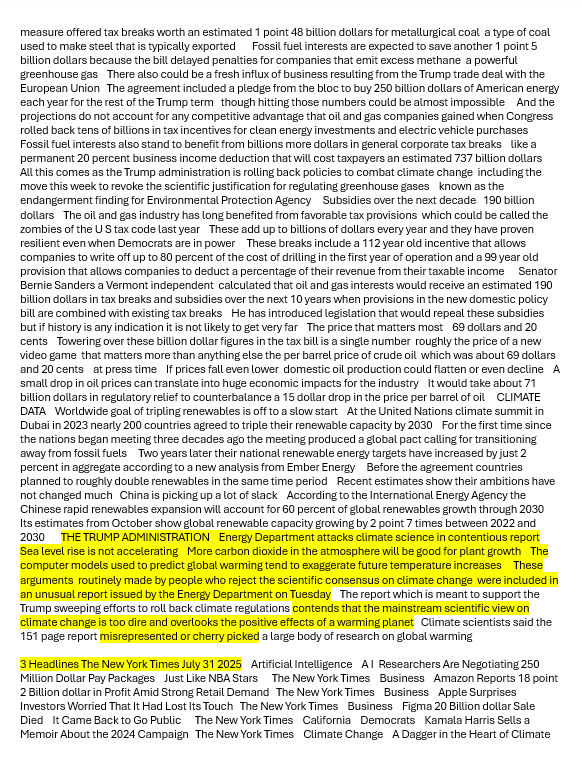 measure offered tax breaks worth an estimated 1 point 48 billion dollars for metallurgical coal  a type of coal
used to make steel that is typically exported     Fossil fuel interests are expected to save another 1 point 5
billion dollars because the bill delayed penalties for companies that emit excess methane  a powerful
greenhouse gas   There also could be a fresh influx of business resulting from the Trump trade deal with the
European Union  The agreement included a pledge from the bloc to buy 250 billion dollars of American energy
each year for the rest of the Trump term   though hitting those numbers could be almost impossible    And the
projections do not account for any competitive advantage that oil and gas companies gained when Congress
rolled back tens of billions in tax incentives for clean energy investments and electric vehicle purchases
Fossil fuel interests also stand to benefit from billions more dollars in general corporate tax breaks   like a
permanent 20 percent business income deduction that will cost taxpayers an estimated 737 billion dollars
All this comes as the Trump administration is rolling back policies to combat climate change  including the
move this week to revoke the scientific justification for regulating greenhouse gases   known as the
endangerment finding for Environmental Protection Agency    Subsidies over the next decade  190 billion
dollars   The oil and gas industry has long benefited from favorable tax provisions  which could be called the
zombies of the U S tax code last year   These add up to billions of dollars every year and they have proven
resilient even when Democrats are in power    These breaks include a 112 year old incentive that allows
companies to write off up to 80 percent of the cost of drilling in the first year of operation and a 99 year old
provision that allows companies to deduct a percentage of their revenue from their taxable income     Senator
Bernie Sanders a Vermont independent  calculated that oil and gas interests would receive an estimated 190
billion dollars in tax breaks and subsidies over the next 10 years when provisions in the new domestic policy
bill are combined with existing tax breaks   He has introduced legislation that would repeal these subsidies
but if history is any indication it is not likely to get very far   The price that matters most   69 dollars and 20
cents   Towering over these billion dollar figures in the tax bill is a single number  roughly the price of a new
video game  that matters more than anything else the per barrel price of crude oil  which was about 69 dollars
and 20 cents   at press time   If prices fall even lower  domestic oil production could flatten or even decline   A
small drop in oil prices can translate into huge economic impacts for the industry   It would take about 71
billion dollars in regulatory relief to counterbalance a 15 dollar drop in the price per barrel of oil    CLIMATE
DATA   Worldwide goal of tripling renewables is off to a slow start   At the United Nations climate summit in
Dubai in 2023 nearly 200 countries agreed to triple their renewable capacity by 2030   For the first time since
the nations began meeting three decades ago the meeting produced a global pact calling for transitioning
away from fossil fuels    Two years later their national renewable energy targets have increased by just 2
percent in aggregate according to a new analysis from Ember Energy    Before the agreement countries
planned to roughly double renewables in the same time period   Recent estimates show their ambitions have
not changed much   China is picking up a lot of slack   According to the International Energy Agency the
Chinese rapid renewables expansion will account for 60 percent of global renewables growth through 2030
Its estimates from October show global renewable capacity growing by 2 point 7 times between 2022 and
2030     THE TRUMP ADMINISTRATION   Energy Department attacks climate science in contentious report
Sea level rise is not accelerating   More carbon dioxide in the atmosphere will be good for plant growth   The
computer models used to predict global warming tend to exaggerate future temperature increases    These
arguments  routinely made by people who reject the scientific consensus on climate change  were included in
an unusual report issued by the Energy Department on Tuesday   The report which is meant to support the
Trump sweeping efforts to roll back climate regulations contends that the mainstream scientific view on
climate change is too dire and overlooks the positive effects of a warming planet   Climate scientists said the
151 page report misrepresented or cherry picked a large body of research on global warming
3 Headlines The New York Times July 31 2025   Artificial Intelligence   A I  Researchers Are Negotiating 250
Million Dollar Pay Packages   Just Like NBA Stars     The New York Times   Business   Amazon Reports 18 point
2 Billion Dollar in Profit Amid Strong Retail Demand   The New York Times   Business   Apple Surprises
Investors Worried That It Had Lost Its Touch   The New York Times   Business   Figma 20 Billion dollar Sale
Died   It Came Back to Go Public    The New York Times   California   Democrats   Kamala Harris Sells a
Memoir About the 2024 Campaign   The New York Times   Climate Change   A Dagger in the Heart of Climate